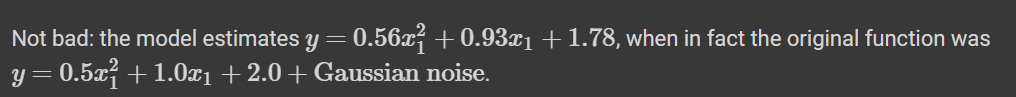 Not bad: the model estimates y = 0.56x₁² + 0.93x₁ + 1.78, when in fact the original function was
y = 0.5x₁² + 1.0x₁ + 2.0 + Gaussian noise.